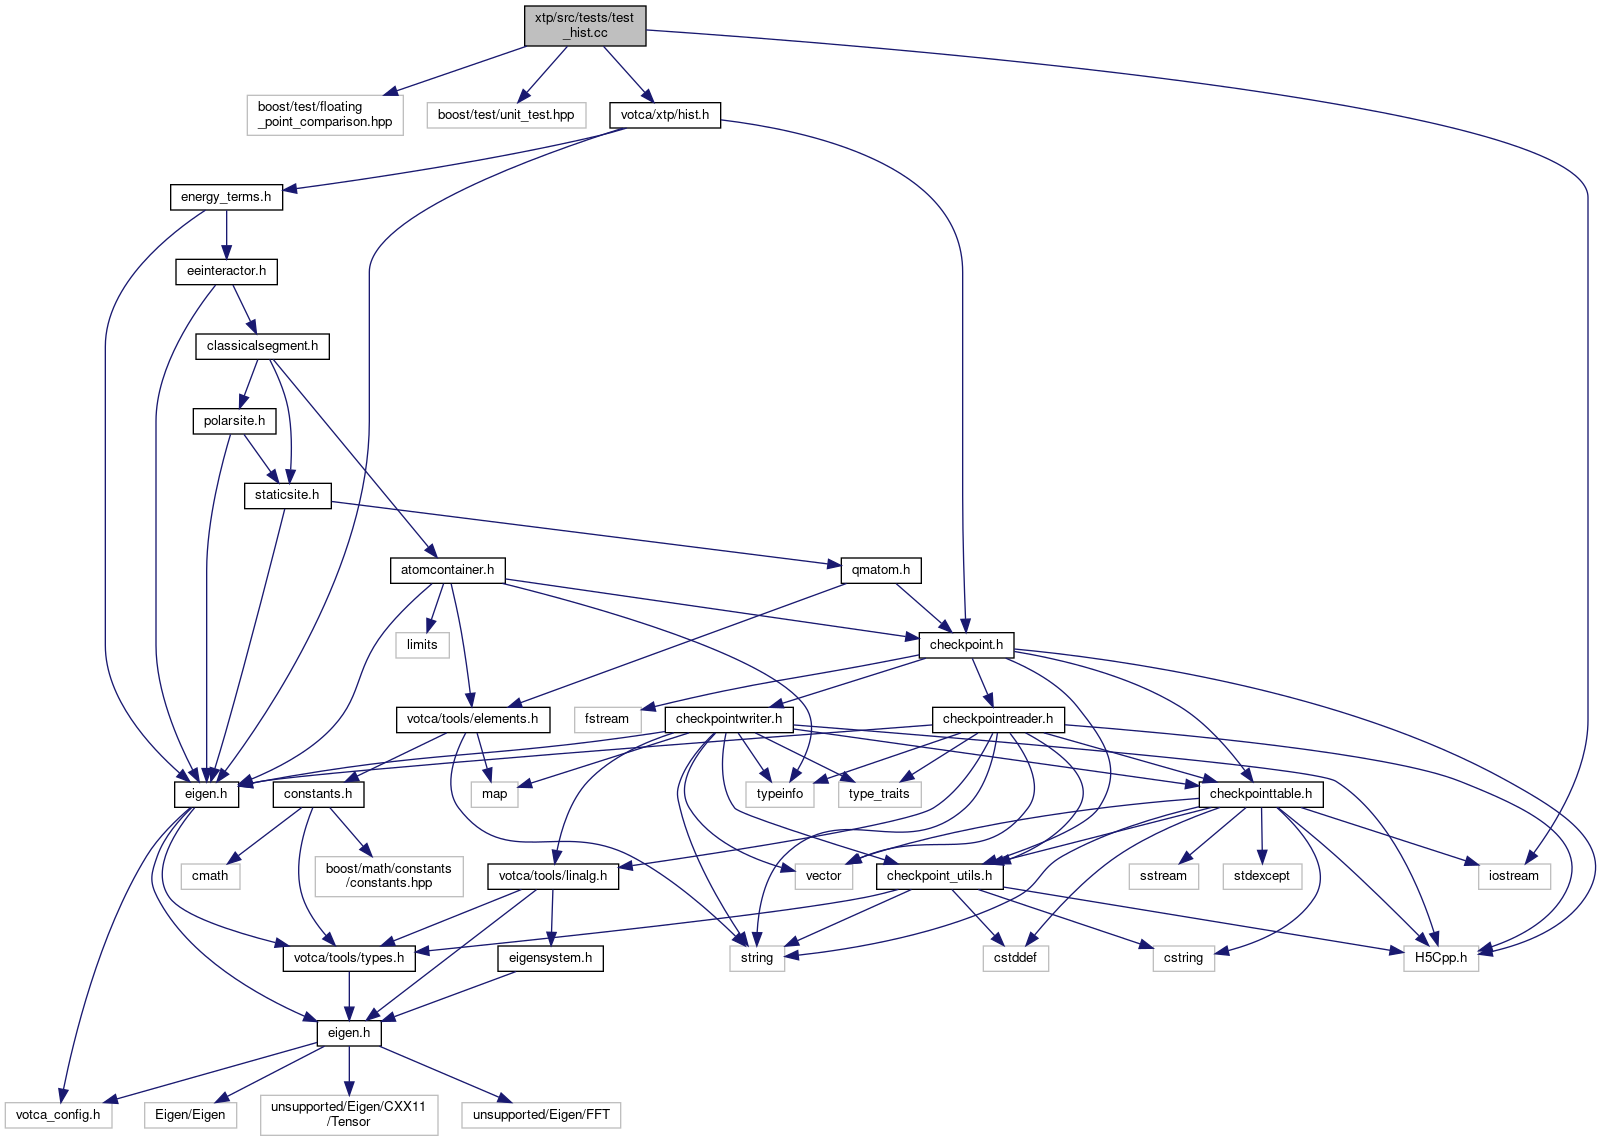 xtp/src/tests/test
_hist.cc
boost/test/floating
_point_comparison.hpp
boost/test/unit_test.hpp
votca/xtp/hist.h
energy_terms.h
eeinteractor.h
classicalsegment.h
polarsite.h
staticsite.h
atomcontainer.h
qmatom.h
limits
checkpoint.h
votca/tools/elements.h
fstream
checkpointwriter.h
checkpointreader.h
eigen.h
constants.h
map
typeinfo
type_traits
checkpointtable.h
cmath
boost/math/constants
/constants.hpp
votca/tools/linalg.h
vector
checkpoint_utils.h
sstream
stdexcept
iostream
votca/tools/types.h
eigensystem.h
string
cstddef
cstring
H5Cpp.h
eigen.h
votca_config.h
Eigen/Eigen
unsupported/Eigen/CXX11
/Tensor
unsupported/Eigen/FFT